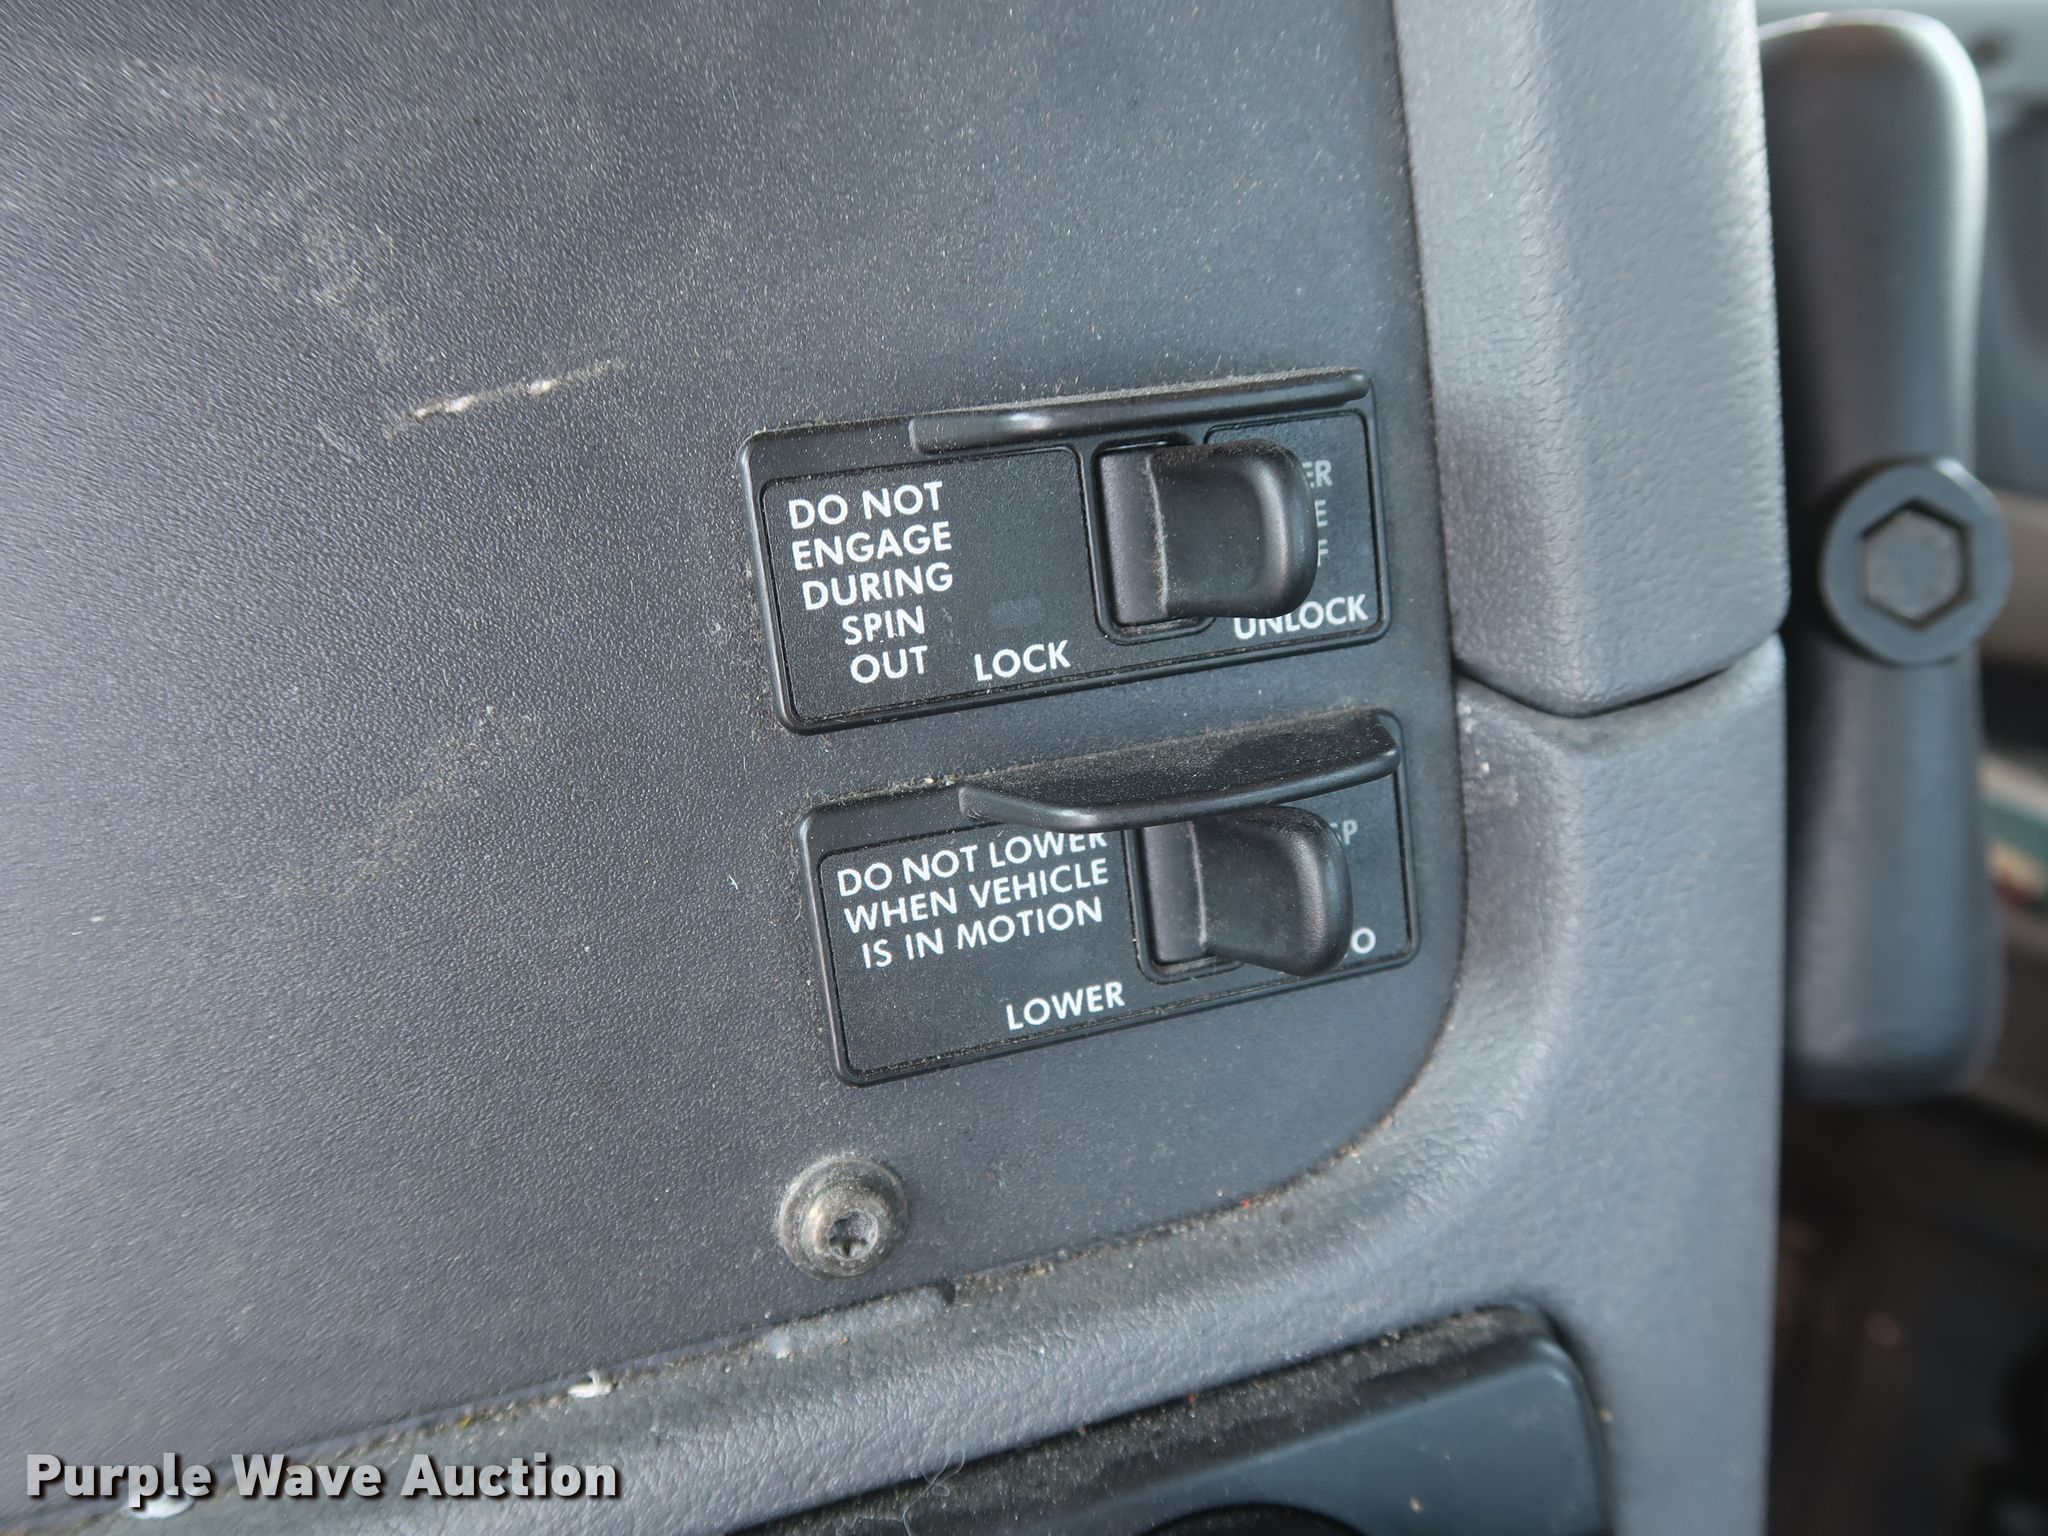 DO NOT
ENGAGE
DURING
SPIN
OUT
LOCK
UNLOCK
DO NOT LOWER
WHEN VEHICLE
IS IN MOTION
LOWER
Purple Wave Auction